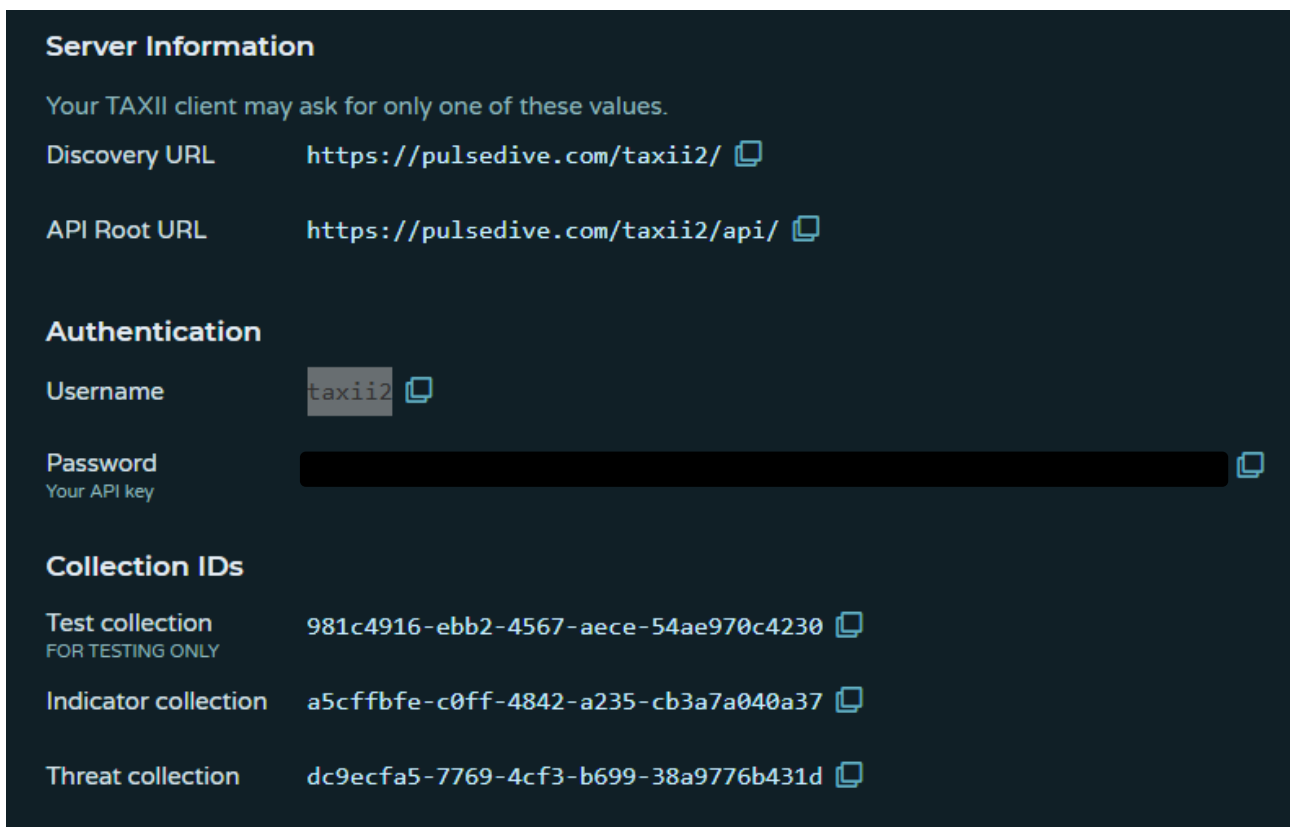 Server Information
Your TAXII client may ask for only one of these values.
Discovery URL https://pulsedive.com/taxii2/
API Root URL https://pulsedive.com/taxii2/api/
Authentication
Username taxii2
Password
Your API key
Collection IDs
Test collection 981c4916-ebb2-4567-aece-54ae970c4230
FOR TESTING ONLY
Indicator collection a5cffbfe-c0ff-4842-a235-cb3a7a040a37
Threat collection dc9ecfa5-7769-4cf3-b699-38a9776b431d